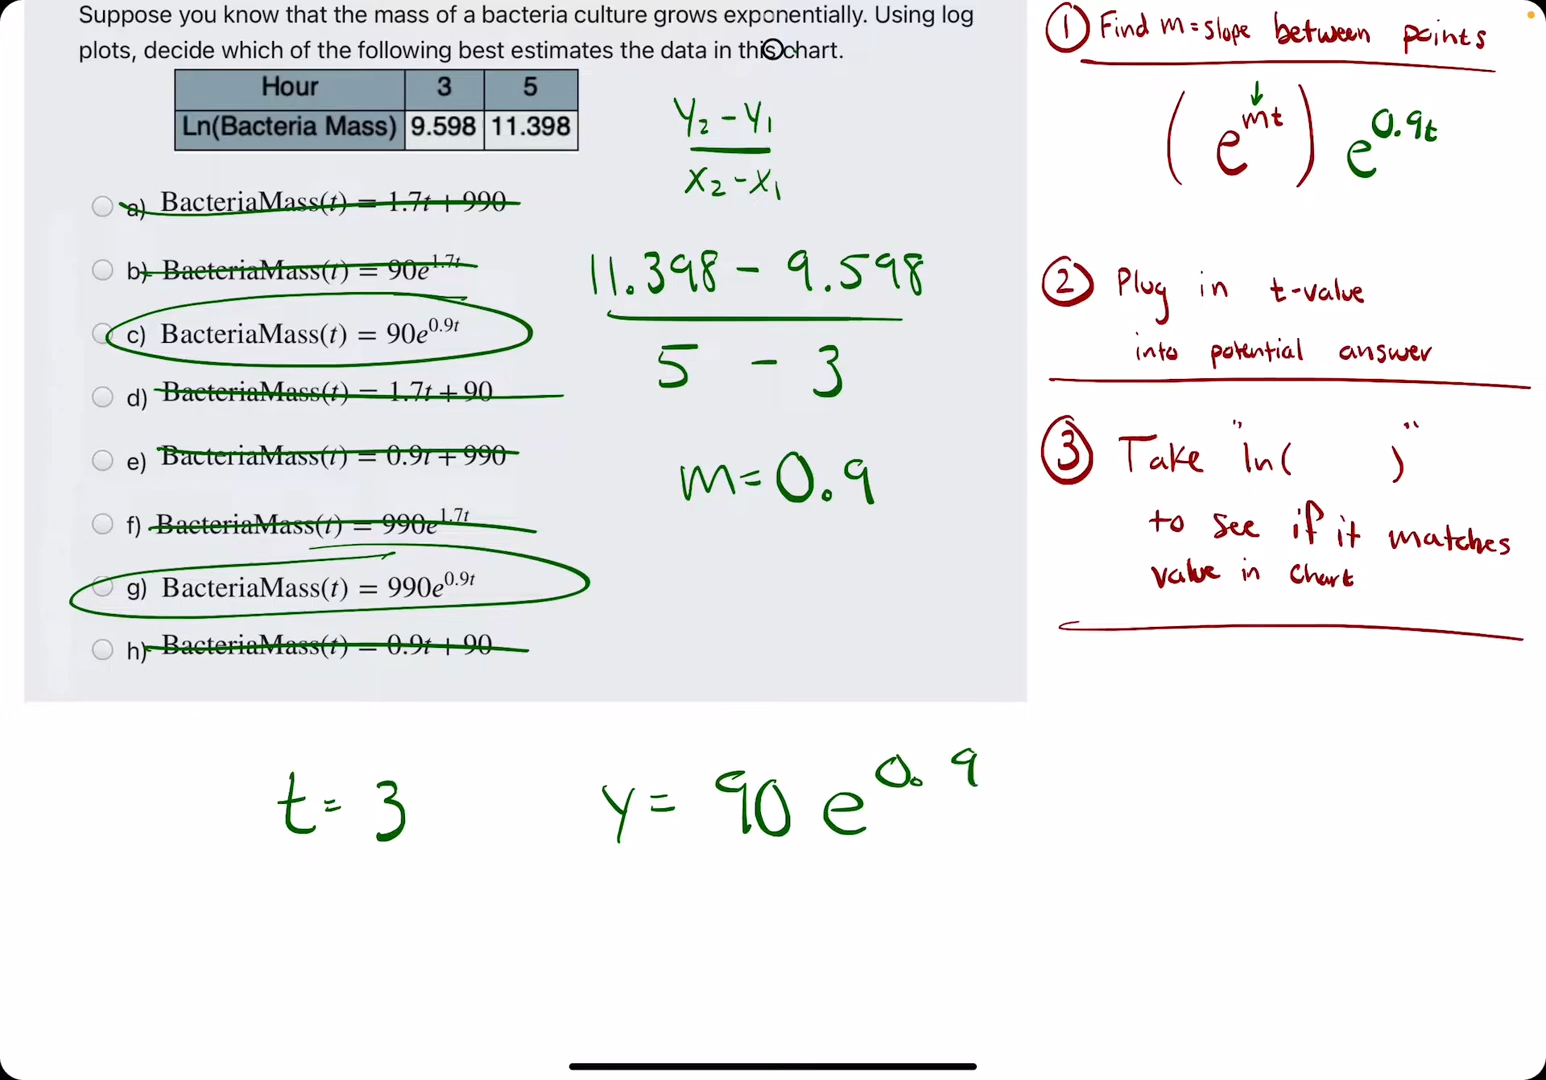 Suppose you know that the mass of a bacteria culture grows exponentially. Using log
plots, decide which of the following best estimates the data in this chart.
Hour 3 5
Ln(Bacteria Mass) 9.598 11.398
a) BacteriaMass(t) = 1.7t + 990
b) BacteriaMass(t) = 90e^1.7t
c) BacteriaMass(t) = 90e^0.9t
d) BacteriaMass(t) = 1.7t + 90
e) BacteriaMass(t) = 0.9t + 990
f) BacteriaMass(t) = 990e^1.7t
g) BacteriaMass(t) = 990e^0.9t
h) BacteriaMass(t) = 0.9t + 90
Y₂ - Y₁
X₂ - X₁
11.398 - 9.598
5 - 3
m = 0.9
① Find m = slope between points
(e^mt) e^0.9t
② Plug in t-value
into potential answer
③ Take "ln( )"
to see if it matches
value in chart
t = 3 y = 90 e^0.9